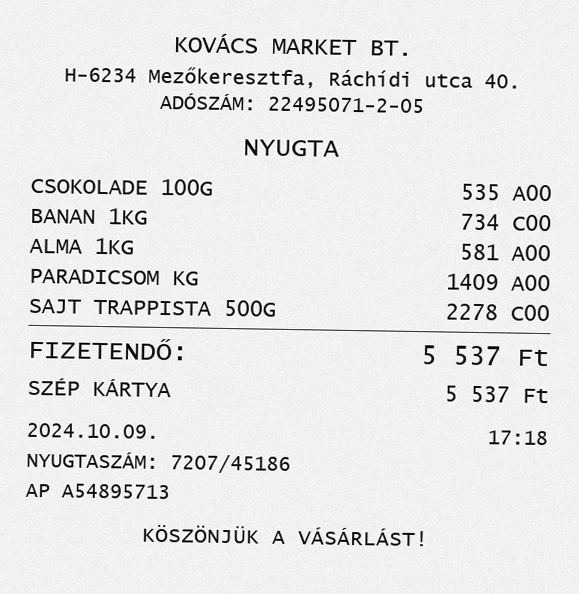 KOVÁCS MARKET BT.
H-6234 Mezőkeresztfa, Ráchídi utca 40.
ADÓSZÁM: 22495071-2-05
NYUGTA
CSOKOLADE 100G 535 A00
BANAN 1KG 734 C00
ALMA 1KG 581 A00
PARADICSOM KG 1409 A00
SAJT TRAPPISTA 500G 2278 C00
FIZETENDŐ: 5 537 Ft
SZÉP KÁRTYA 5 537 Ft
2024.10.09. 17:18
NYUGTASZÁM: 7207/45186
AP A54895713
KÖSZÖNJÜK A VÁSÁRLÁST!